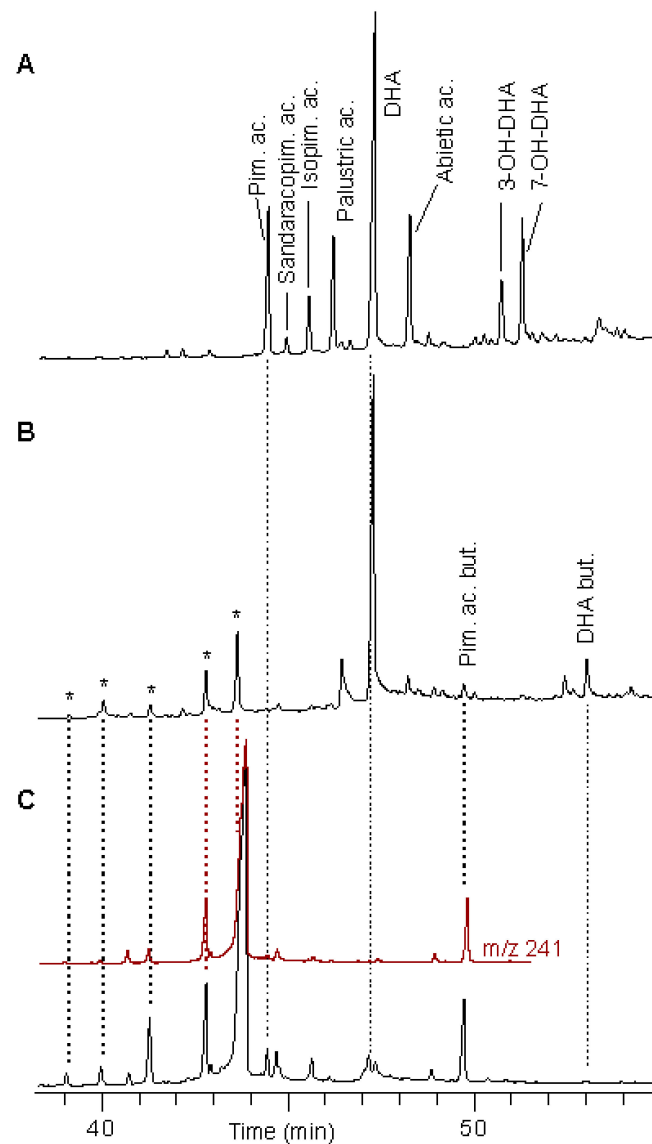 A
Pim. ac.
Sandaracopim. ac.
Isopim. ac.
Palustric ac.
DHA
Abietic ac.
3-OH-DHA
7-OH-DHA
B
*
*
*
*
*
Pim. ac. but.
DHA but.
C
m/z 241
40
Time (min)
50